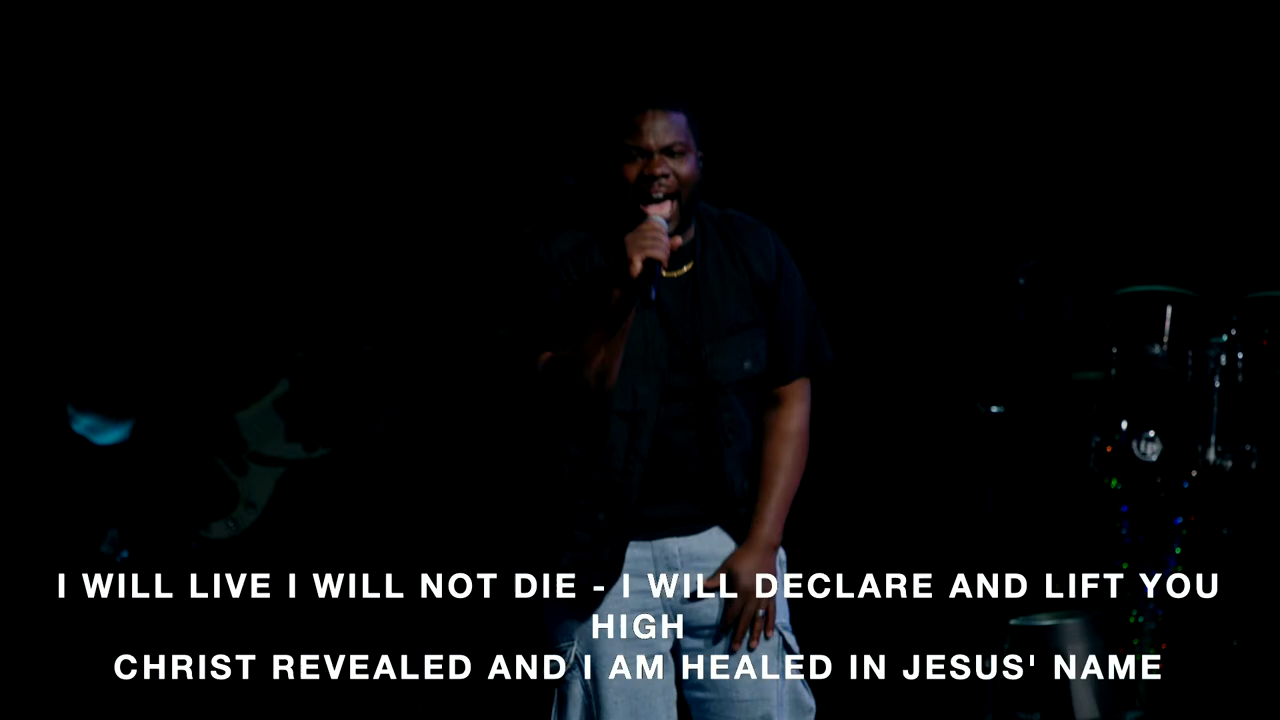 I WILL LIVE I WILL NOT DIE - I WILL DECLARE AND LIFT YOU
HIGH
CHRIST REVEALED AND I AM HEALED IN JESUS' NAME